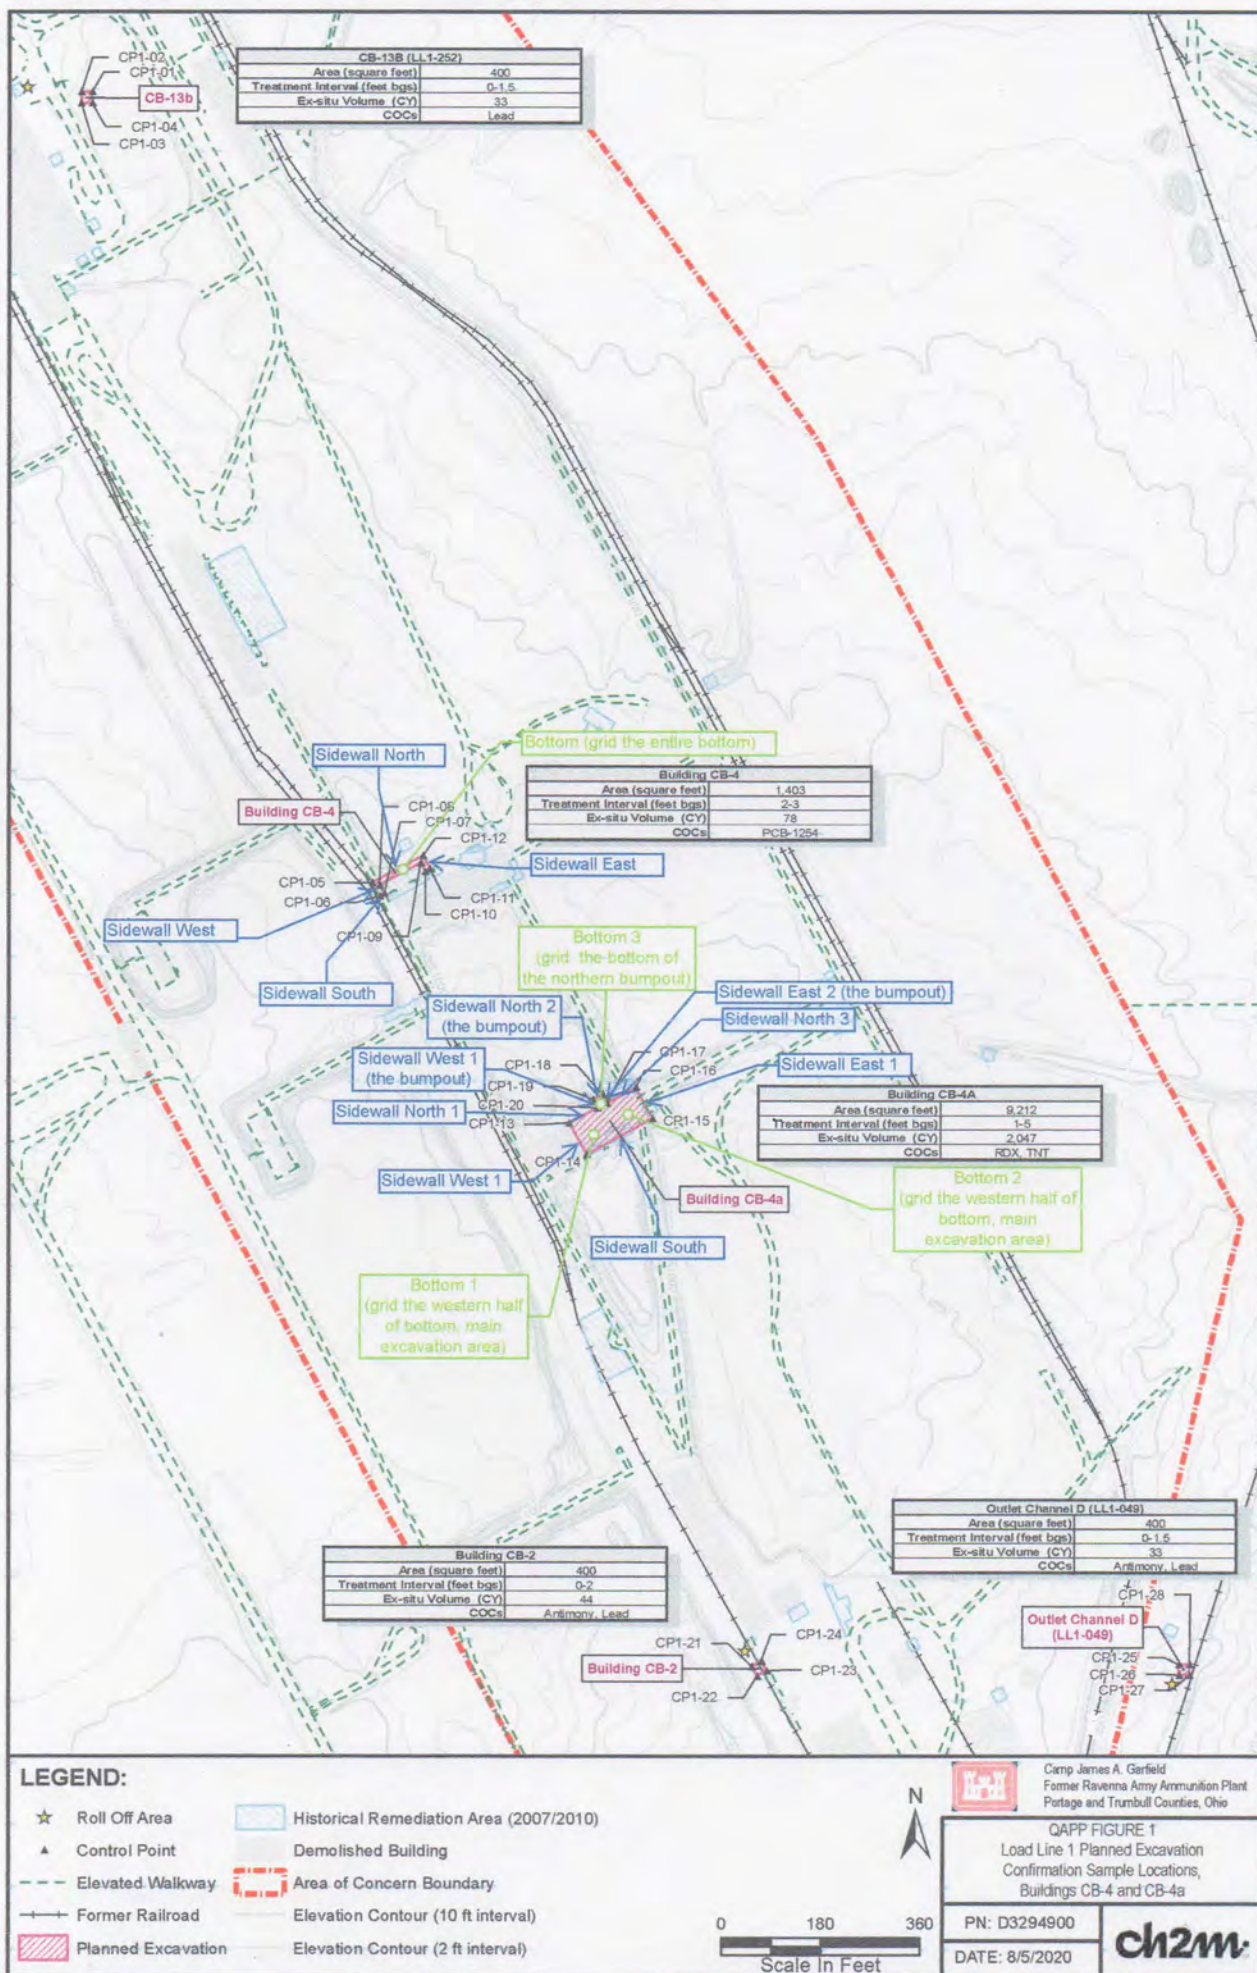 CP1-02
CP1-01
CB-13b
CP1-04
CP1-03
CB-13B (LL1-252)
Area (square feet) 400
Treatment Interval (feet bgs) 0-1.5
Ex-situ Volume (CY) 33
COCs Lead
Sidewall North
Bottom (grid the entire bottom)
Building CB-4
Area (square feet) 1,403
Treatment Interval (feet bgs) 2-3
Ex-situ Volume (CY) 78
COCs PCB-1254
Building CB-4
CP1-07
CP1-12
Sidewall East
CP1-05
CP1-06
CP1-11
CP1-10
Sidewall West
CP1-09
Sidewall South
Bottom 3
(grid the bottom of
the northern bumpout)
Sidewall East 2 (the bumpout)
Sidewall North 2
(the bumpout)
Sidewall North 3
Sidewall West 1
(the bumpout)
CP1-18
CP1-17
CP1-16
Sidewall East 1
CP1-19
CP1-20
Sidewall North 1
CP1-13
CP1-15
Building CB-4A
Area (square feet) 9,212
Treatment Interval (feet bgs) 1-5
Ex-situ Volume (CY) 2,047
COCs RDX, TNT
CP1-14
Sidewall West 1
Building CB-4a
Bottom 2
(grid the western half of
bottom, main
excavation area)
Sidewall South
Bottom 1
(grid the western half
of bottom, main
excavation area)
Outlet Channel D (LL1-049)
Area (square feet) 400
Treatment Interval (feet bgs) 0-1.5
Ex-situ Volume (CY) 33
COCs Antimony, Lead
Building CB-2
Area (square feet) 400
Treatment Interval (feet bgs) 0-2
Ex-situ Volume (CY) 44
COCs Antimony, Lead
CP1-28
Outlet Channel D
(LL1-049)
CP1-21
CP1-24
Building CB-2
CP1-23
CP1-22
CP1-25
CP1-26
CP1-27
LEGEND:
Roll Off Area
Control Point
Elevated Walkway
Former Railroad
Planned Excavation
Historical Remediation Area (2007/2010)
Demolished Building
Area of Concern Boundary
Elevation Contour (10 ft interval)
Elevation Contour (2 ft interval)
N
0 180 360
Scale In Feet
Camp James A. Garfield
Former Ravenna Army Ammunition Plant
Portage and Trumbull Counties, Ohio
QAPP FIGURE 1
Load Line 1 Planned Excavation
Confirmation Sample Locations,
Buildings CB-4 and CB-4a
PN: D3294900
DATE: 8/5/2020
ch2m